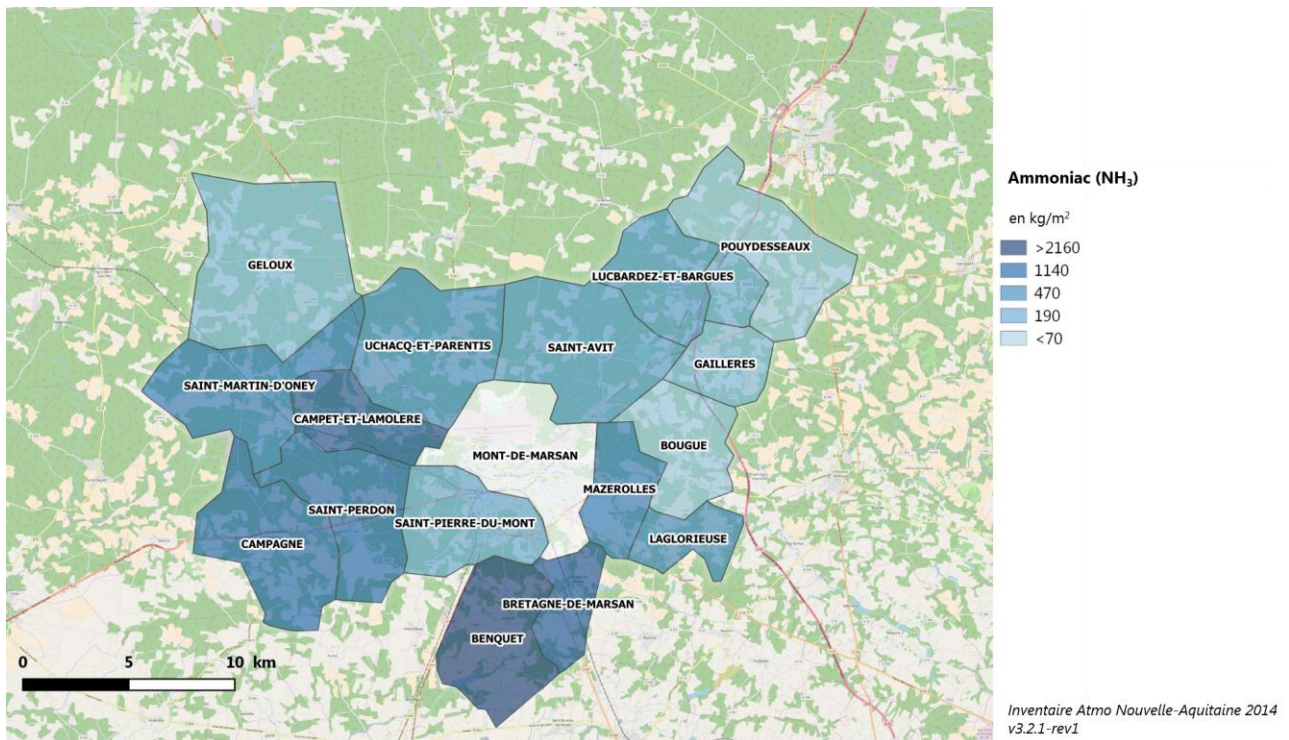 GELOUX
POUYDESSEAUX
LUCBARDEZ-ET-BARGUES
UCHACQ-ET-PARENTIS
SAINT-AVIT
GAILLERES
SAINT-MARTIN-D'ONEY
CAMPET-ET-LAMOLERE
BOUGUE
MONT-DE-MARSAN
MAZEROLLES
SAINT-PERDON
SAINT-PIERRE-DU-MONT
CAMPAGNE
LAGLORIEUSE
BRETAGNE-DE-MARSAN
BENQUET
0 5 10 km
Ammoniac (NH₃)
en kg/m²
>2160
1140
470
190
<70
Inventaire Atmo Nouvelle-Aquitaine 2014
v3.2.1-rev1